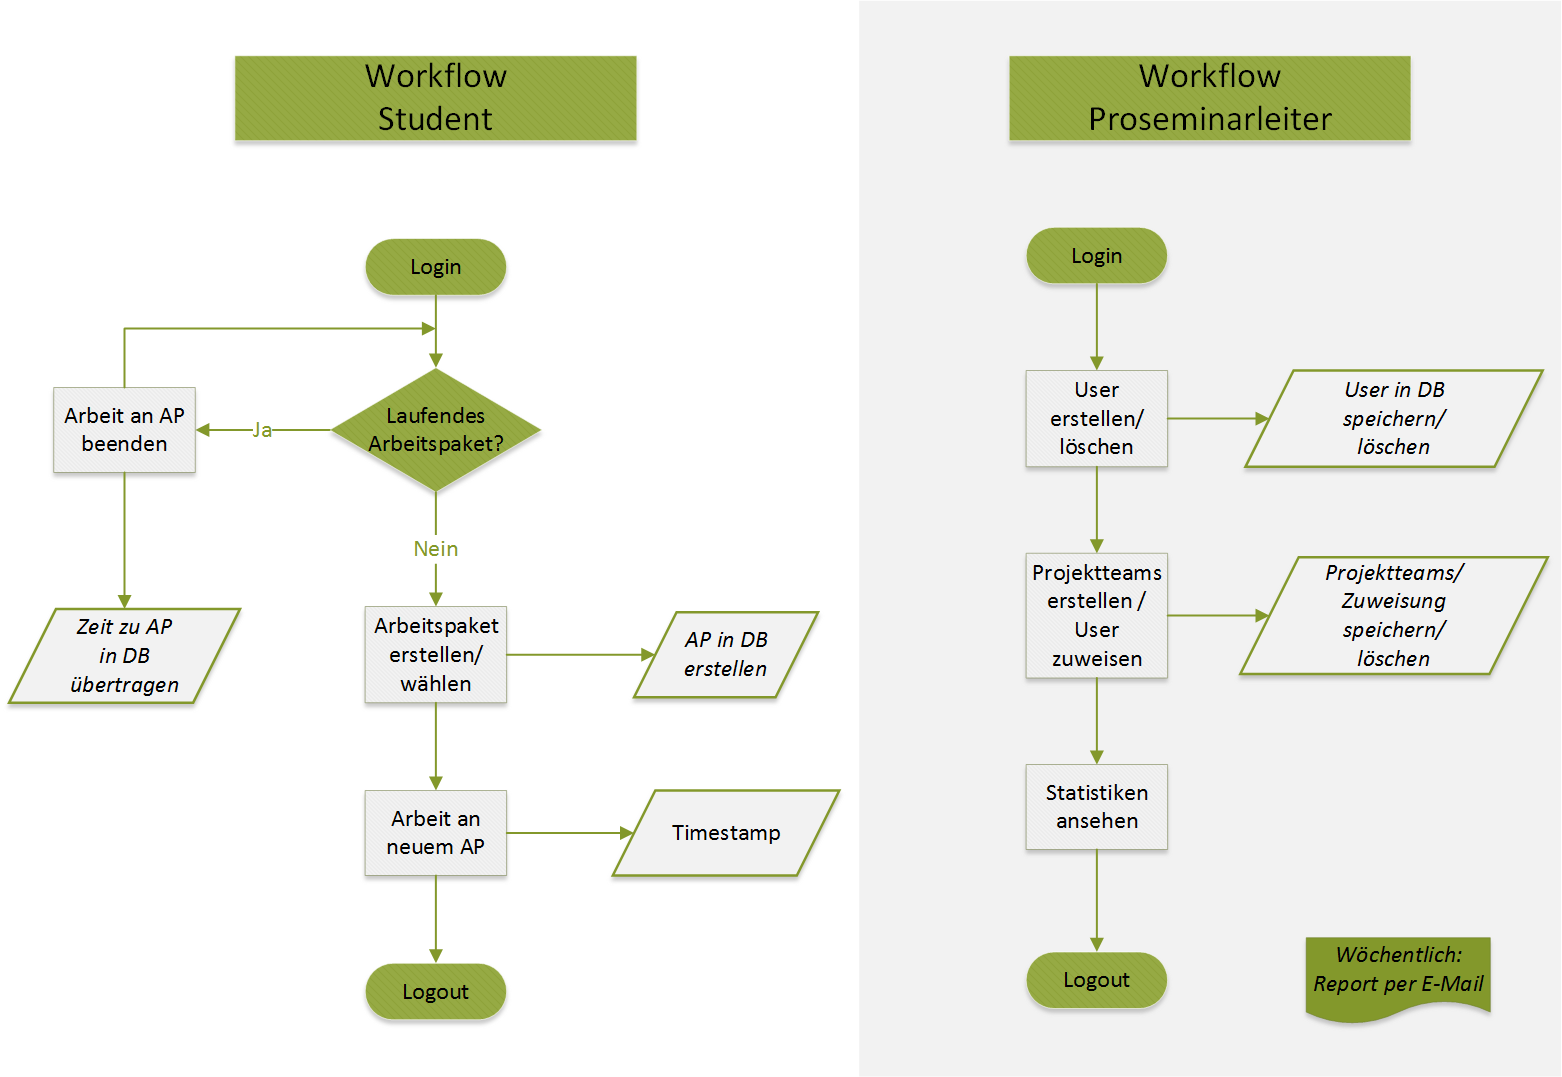 Workflow
Student
Login
Laufendes
Arbeitspaket?
Ja
Arbeit an AP
beenden
Zeit zu AP
in DB
übertragen
Nein
Arbeitspaket
erstellen/
wählen
AP in DB
erstellen
Arbeit an
neuem AP
Timestamp
Logout
Workflow
Proseminarleiter
Login
User
erstellen/
löschen
User in DB
speichern/
löschen
Projektteams
erstellen /
User
zuweisen
Projektteams/
Zuweisung
speichern/
löschen
Statistiken
ansehen
Logout
Wöchentlich:
Report per E-Mail